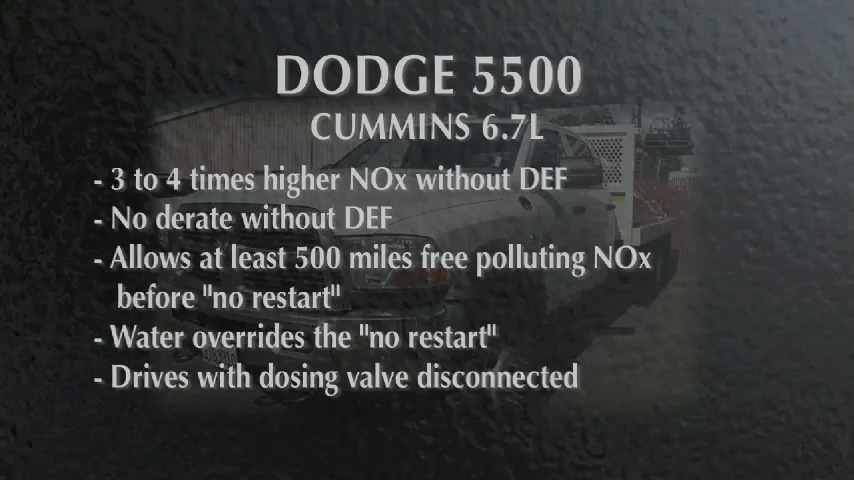 DODGE 5500
CUMMINS 6.7L
- 3 to 4 times higher NOx without DEF
- No derate without DEF
- Allows at least 500 miles free polluting NOx
before "no restart"
- Water overrides the "no restart"
- Drives with dosing valve disconnected